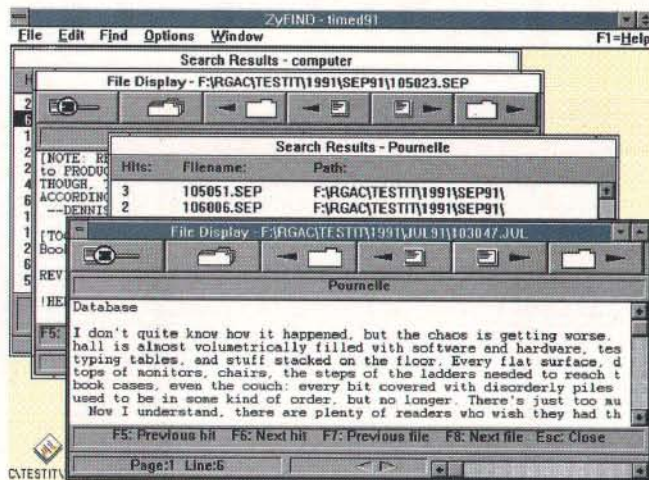 ZyFIND - timed91
File Edit Find Options Window F1=Help
Search Results - computer
File Display - F:\RGAC\TESTIT\1991\SEP91\105023.SEP
Search Results - Pournelle
Hits: Filename: Path:
3 105051.SEP F:\RGAC\TESTIT\1991\SEP91\
2 106006.SEP F:\RGAC\TESTIT\1991\SEP91\
[NOTE: RE
to PRODUC
THOUGH, T
ACCORDING
--DENNIS
[TO
Boo
REV
!HE
F5:
File Display - F:\RGAC\TESTIT\1991\JUL91\103047.JUL
Pournelle
Database
I don't quite know how it happened, but the chaos is getting worse.
hall is almost volumetrically filled with software and hardware, tes
typing tables, and stuff stacked on the floor. Every flat surface, d
tops of monitors, chairs, the steps of the ladders needed to reach t
book cases, even the couch: every bit covered with disorderly piles
used to be in some kind of order, but no longer. There's just too mu
Now I understand, there are plenty of readers who wish they had th
F5: Previous hit F6: Next hit F7: Previous file F8: Next file Esc: Close
Page:1 Line:6
C:\TESTIT\